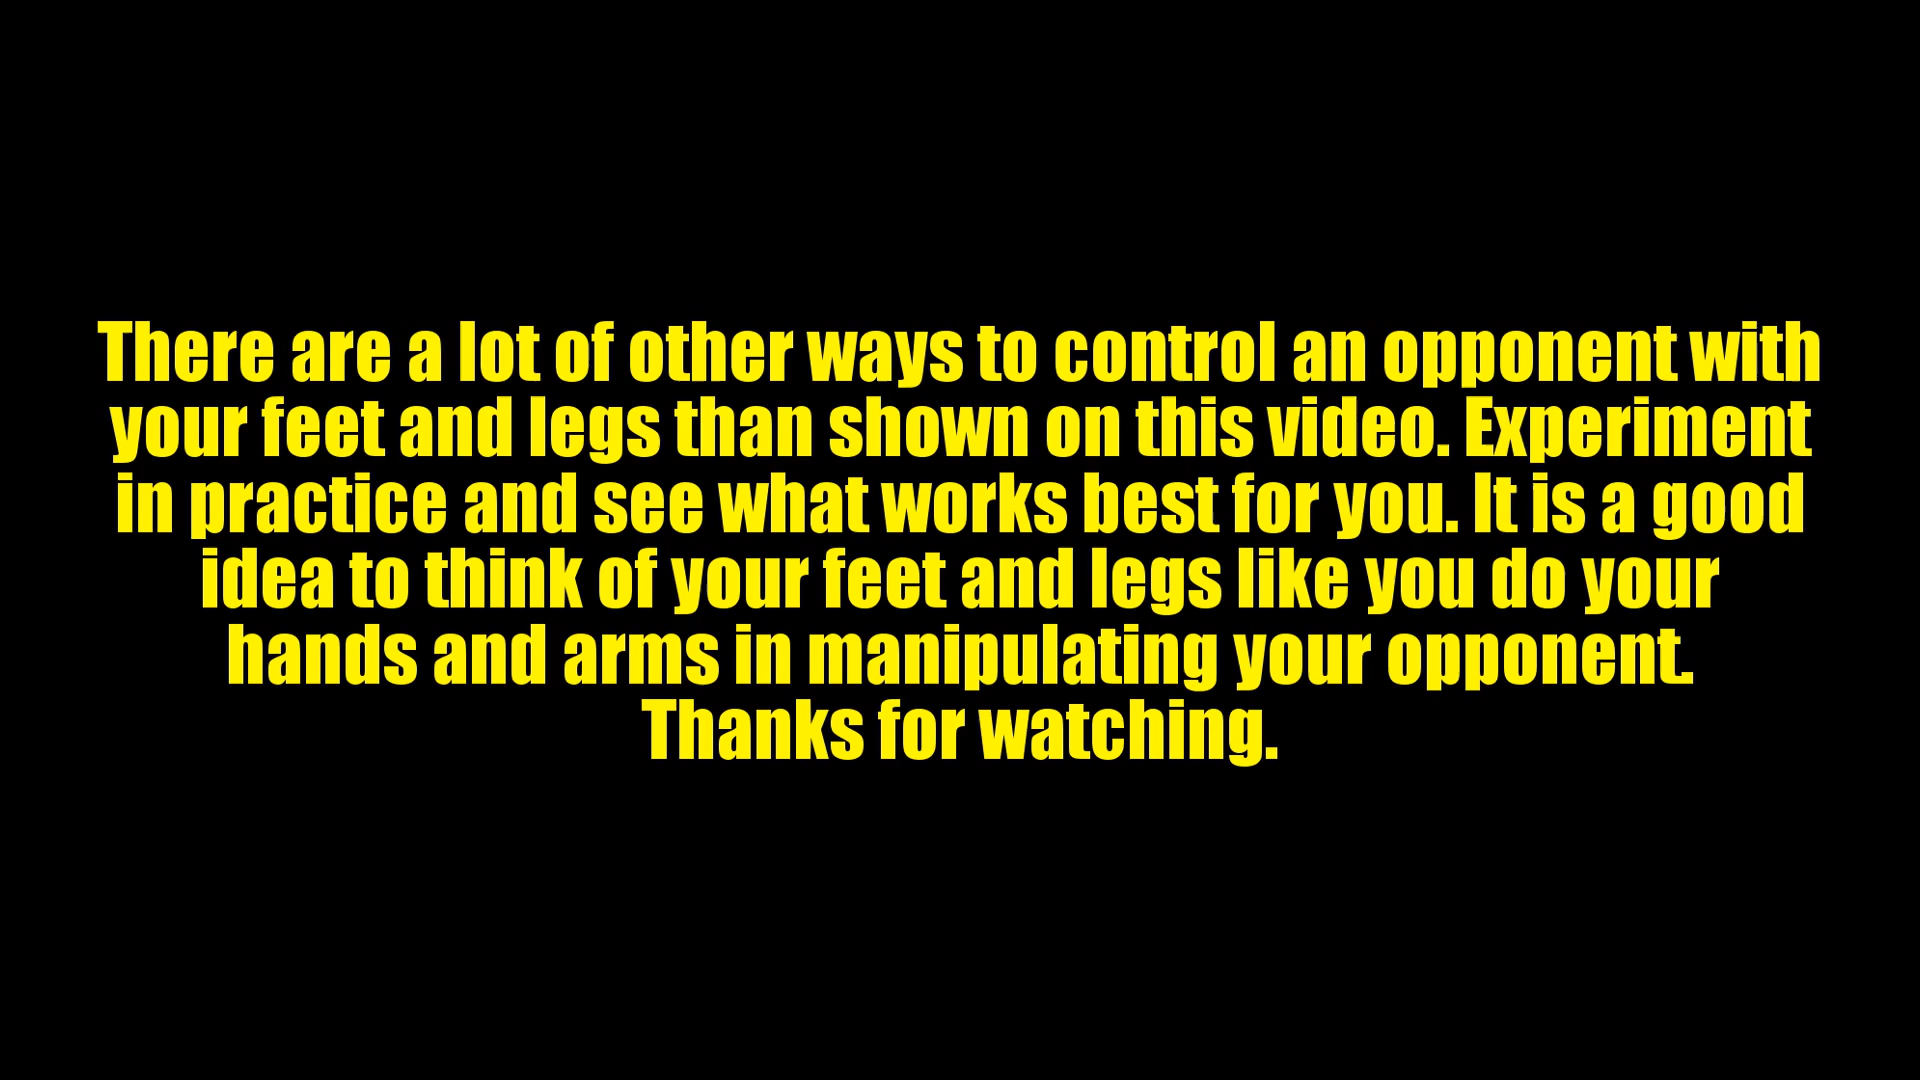 There are a lot of other ways to control an opponent with
your feet and legs than shown on this video. Experiment
in practice and see what works best for you. It is a good
idea to think of your feet and legs like you do your
hands and arms in manipulating your opponent.
Thanks for watching.